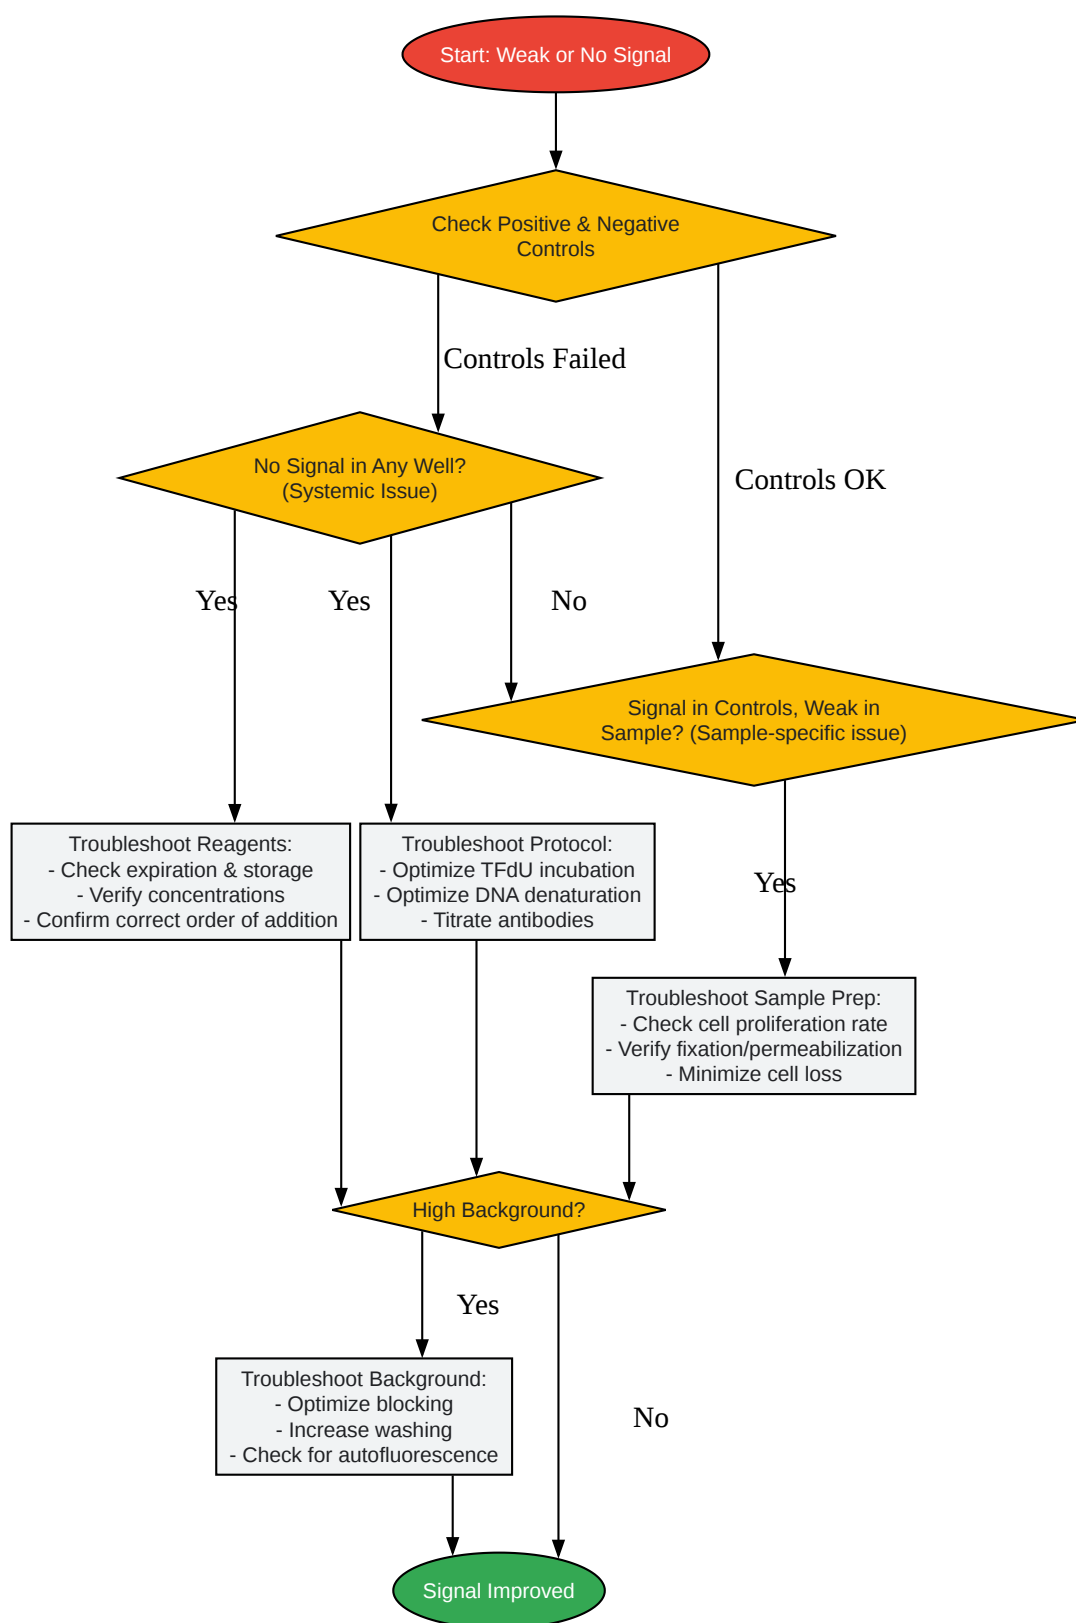 Start: Weak or No Signal
Check Positive & Negative
Controls
Controls Failed
No Signal in Any Well?
(Systemic Issue)
Controls OK
Yes
Yes
No
Signal in Controls, Weak in
Sample? (Sample-specific issue)
Troubleshoot Reagents:
- Check expiration & storage
- Verify concentrations
- Confirm correct order of addition
Troubleshoot Protocol:
- Optimize TFdU incubation
- Optimize DNA denaturation
- Titrate antibodies
Yes
Troubleshoot Sample Prep:
- Check cell proliferation rate
- Verify fixation/permeabilization
- Minimize cell loss
High Background?
Yes
Troubleshoot Background:
- Optimize blocking
- Increase washing
- Check for autofluorescence
No
Signal Improved